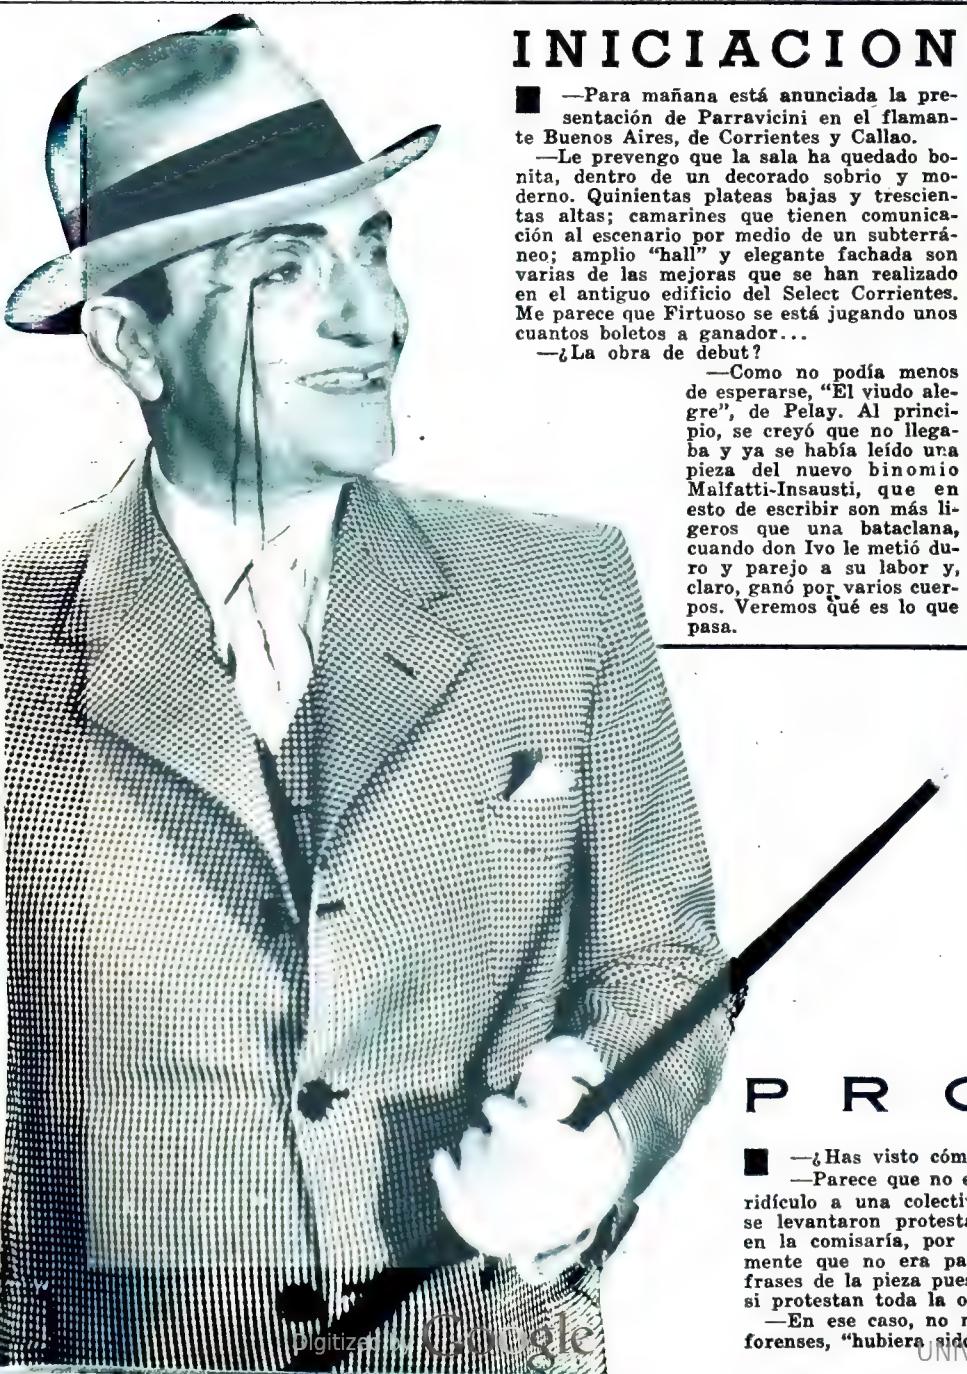 INICIACION
—Para mañana está anunciada la pre-
sentación de Parravicini en el flaman-
te Buenos Aires, de Corrientes y Callao.
—Le prevengo que la sala ha quedado bo-
nita, dentro de un decorado sobrio y mo-
derno. Quinientas plateas bajas y trescien-
tas altas; camarines que tienen comunica-
ción al escenario por medio de un subterrá-
neo; amplio "hall" y elegante fachada son
varias de las mejoras que se han realizado
en el antiguo edificio del Select Corrientes.
Me parece que Firtuoso se está jugando unos
cuantos boletos a ganador...
—¿La obra de debut?
—Como no podía menos
de esperarse, "El viudo ale-
gre", de Pelay. Al princi-
pio, se creyó que no llega-
ba y ya se había leído una
pieza del nuevo binomio
Malfatti-Insausti, que en
esto de escribir son más li-
geros que una bataclana,
cuando don Ivo le metió du-
ro y parejo a su labor y,
claro, ganó por varios cuer-
pos. Veremos qué es lo que
pasa.
PRO
—¿Has visto cóm
—Parece que no e
ridículo a una colecti
se levantaron protesta
en la comisaría, por
mente que no era pa
frases de la pieza pues
si protestan toda la o
—En ese caso, no
forenses, "hubiera sido
Digitized by Google
UNIV